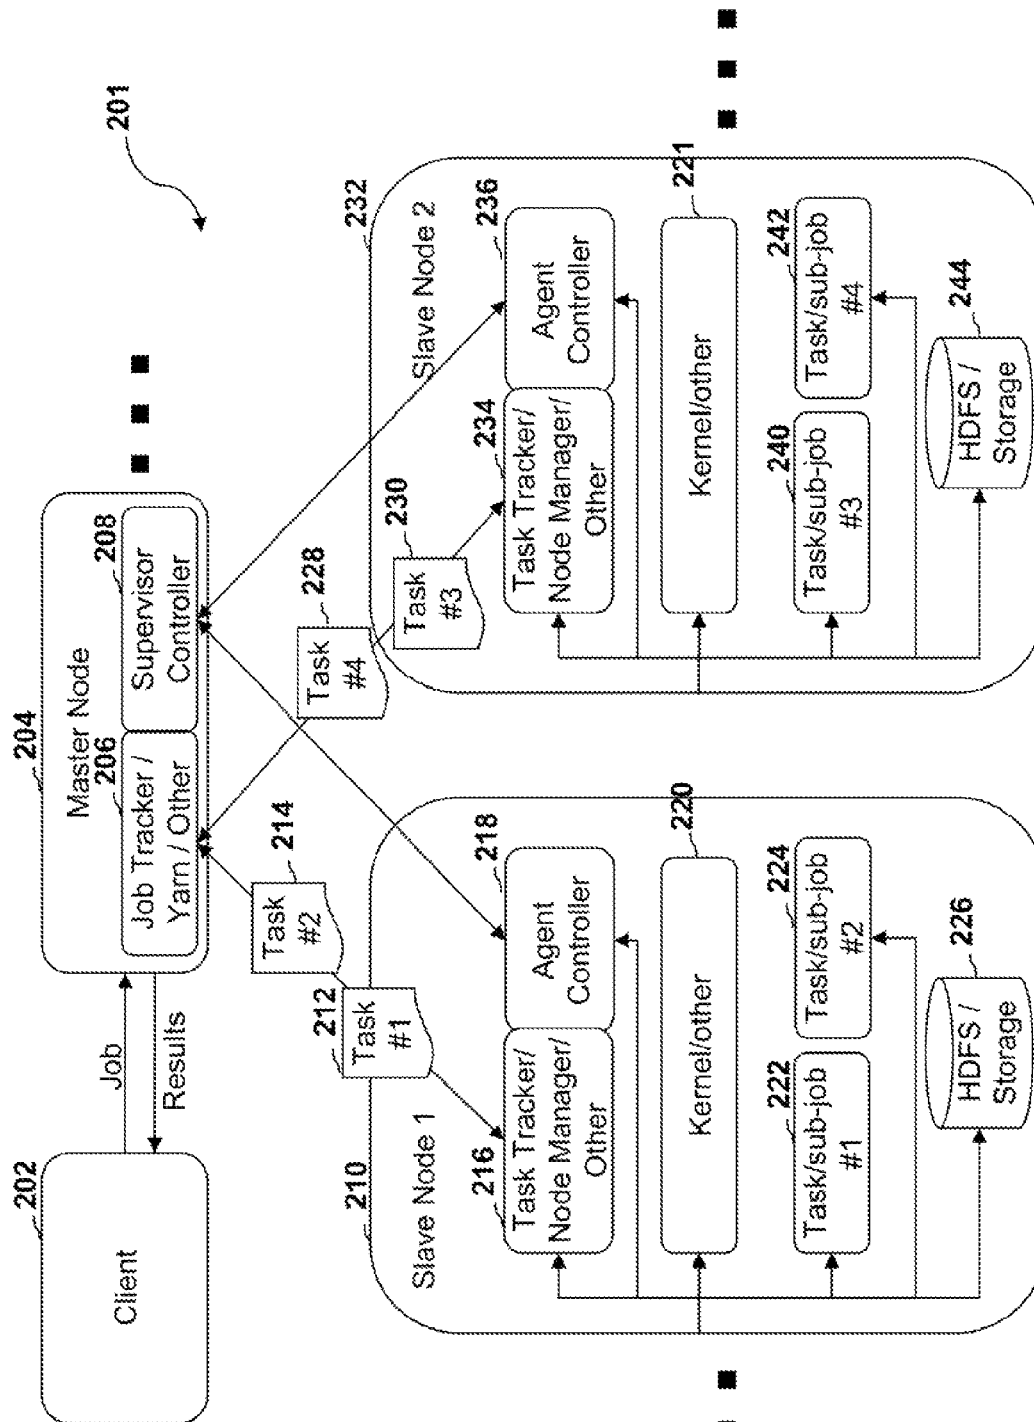 201
202
Client
Job
Results
204
Master Node
206
Job Tracker /
Yarn / Other
208
Supervisor
Controller
210
Slave Node 1
212
Task
#1
214
Task
#2
216
Task Tracker/
Node Manager/
Other
218
Agent
Controller
220
Kernel/other
222
Task/sub-job
#1
224
Task/sub-job
#2
226
HDFS /
Storage
228
Task
#4
230
Task
#3
232
Slave Node 2
234
Task Tracker/
Node Manager/
Other
236
Agent
Controller
221
Kernel/other
240
Task/sub-job
#3
242
Task/sub-job
#4
244
HDFS /
Storage